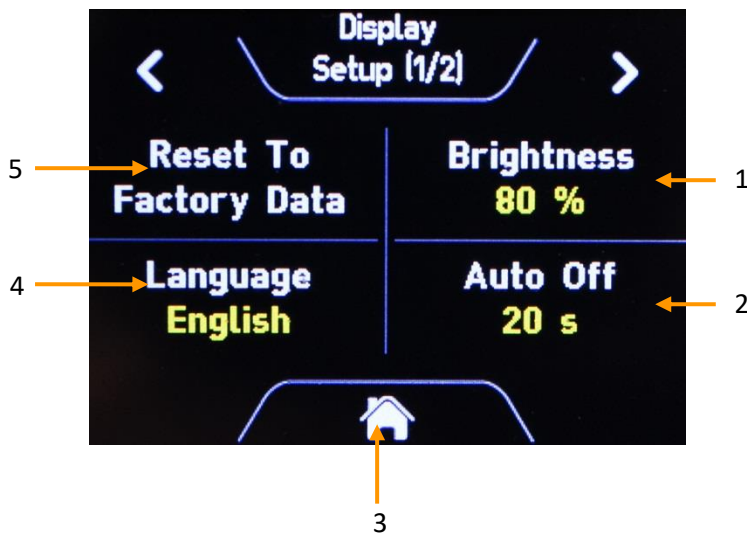 Display
Setup (1/2)
Reset To
Factory Data
Brightness
80 %
5
1
Language
English
Auto Off
20 s
4
2
3